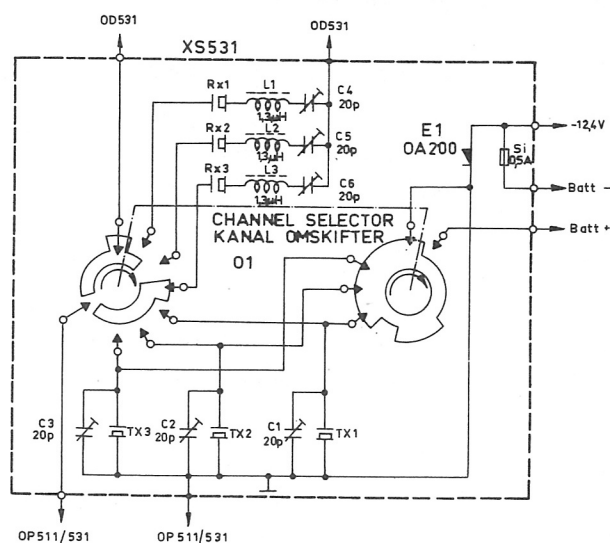 OD531
OD531
XS531
Rx1
L1
1,3µH
C4
20p
Rx2
L2
1,3µH
C5
20p
Rx3
L3
1,3µH
C6
20p
E1
OA200
Si
0,5A
-12,4V
Batt -
Batt +
CHANNEL SELECTOR
KANAL OMSKIFTER
O1
C3
20p
TX3
C2
20p
TX2
C1
20p
TX1
OP511/531
OP511/531